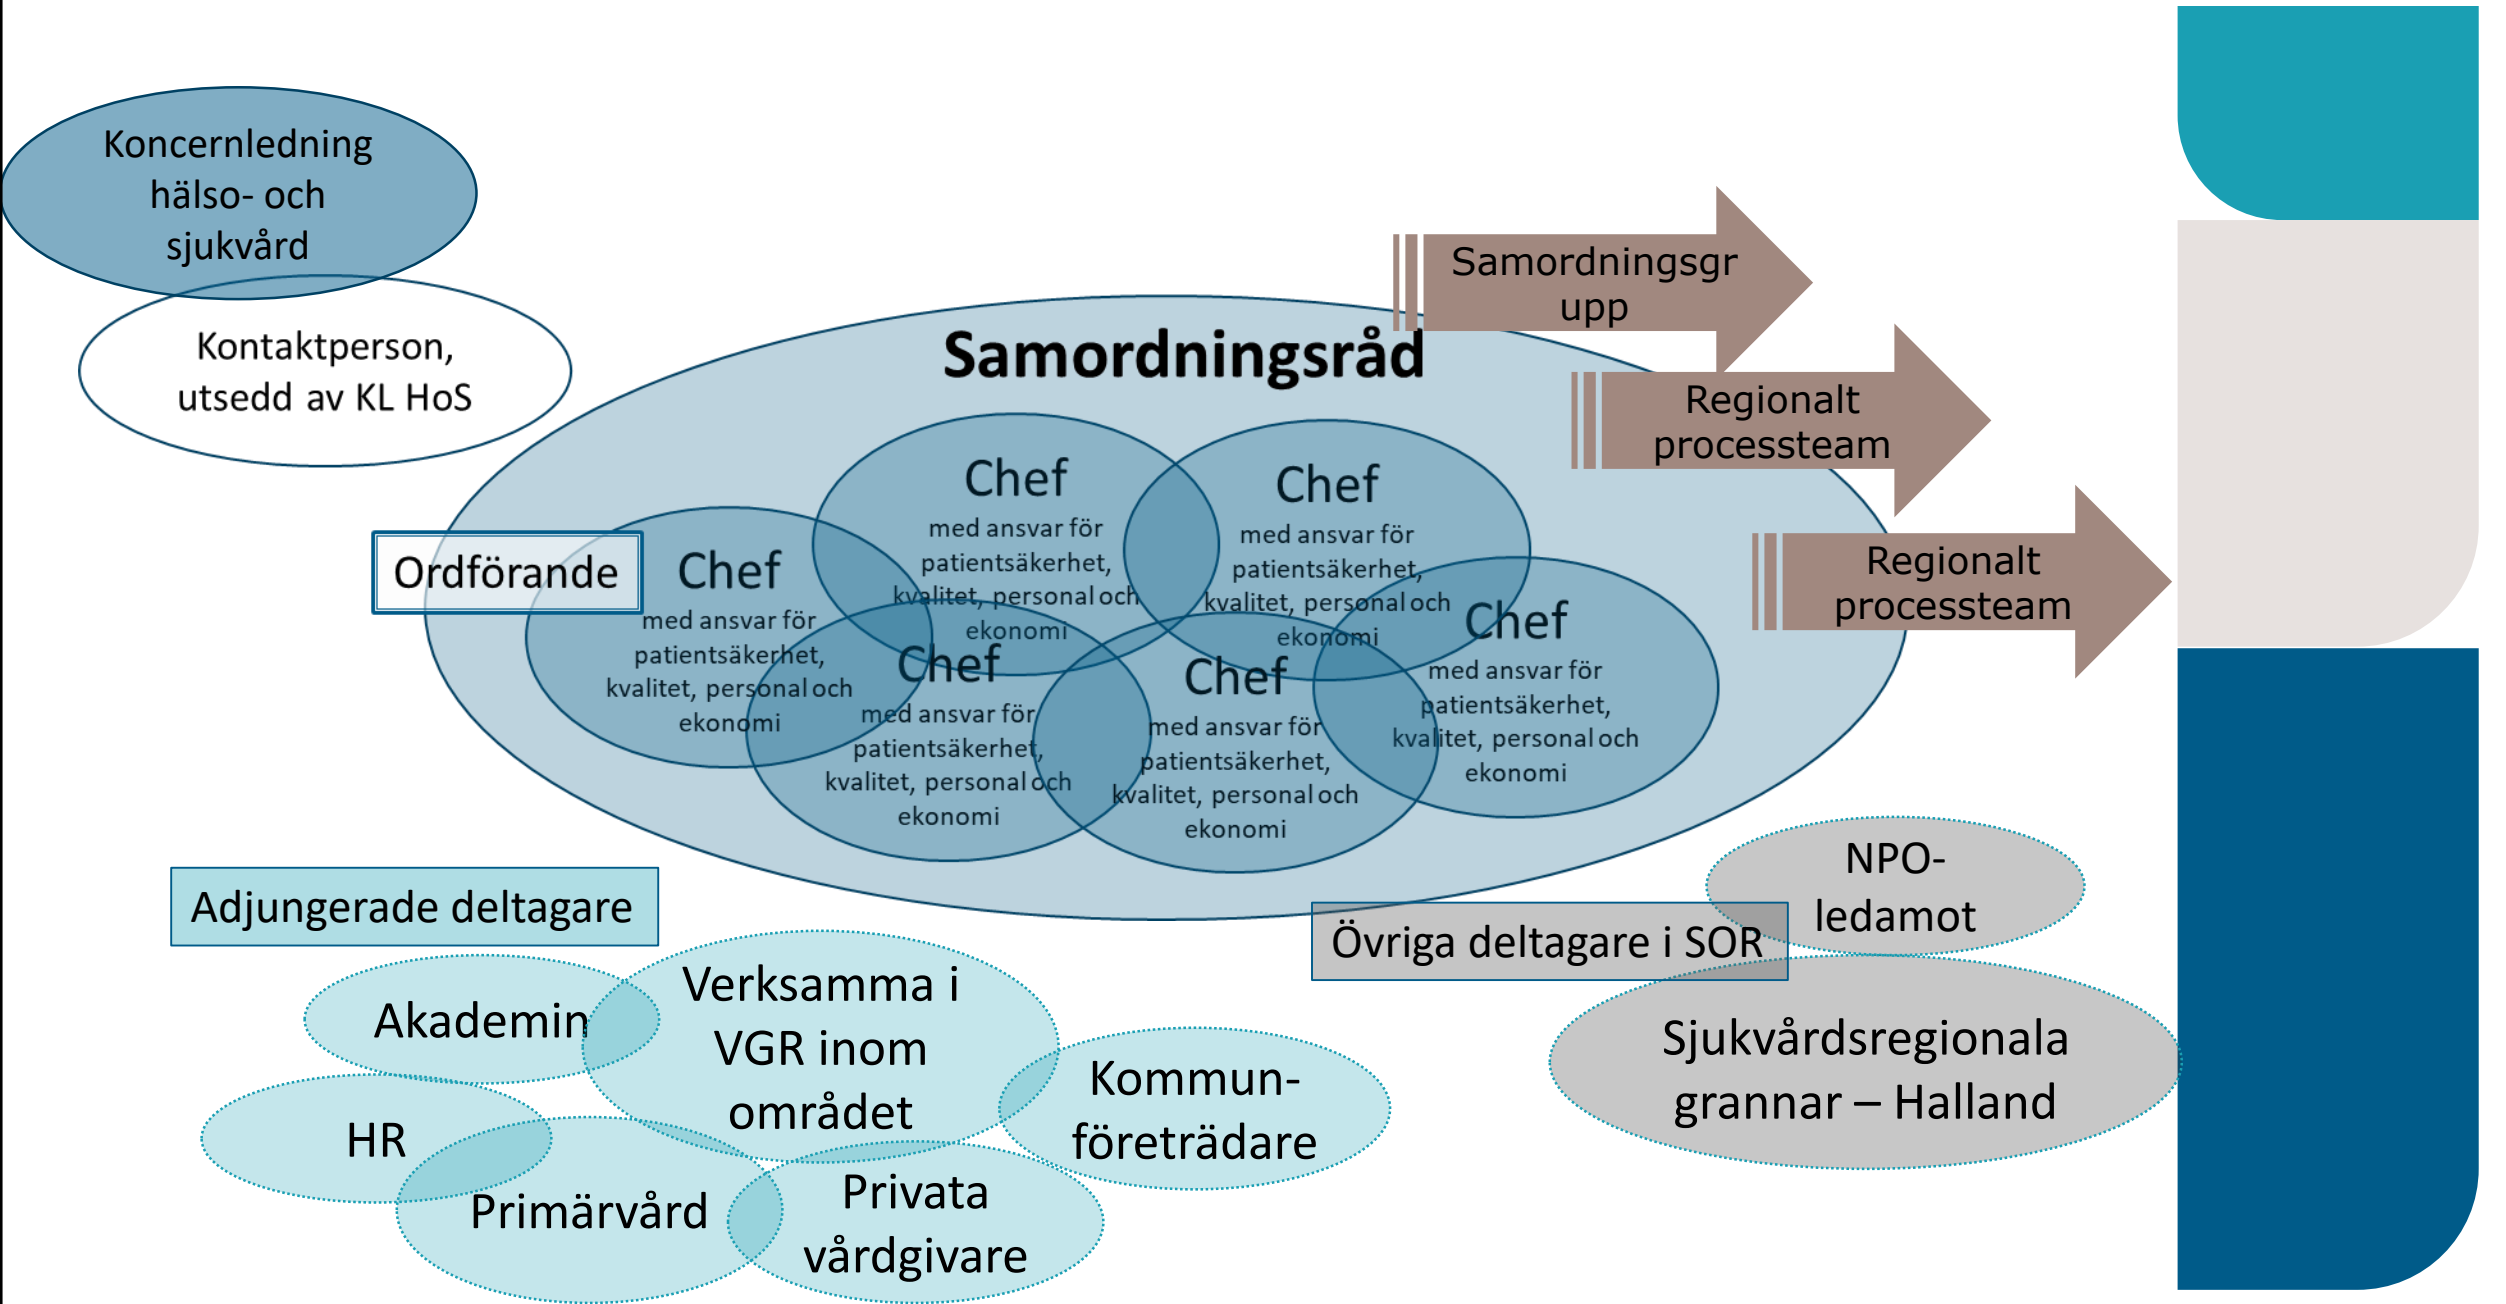 Koncernledning
hälso- och
sjukvård
Kontaktperson,
utsedd av KL HoS
Samordningsråd
Samordningsgr
upp
Regionalt
processteam
Regionalt
processteam
Ordförande
Chef
med ansvar för
patientsäkerhet,
kvalitet, personal och
ekonomi
Chef
med ansvar för
patientsäkerhet,
kvalitet, personal och
ekonomi
Chef
med ansvar för
patientsäkerhet,
kvalitet, personal och
ekonomi
Chef
med ansvar för
patientsäkerhet,
kvalitet, personal och
ekonomi
Chef
med ansvar för
patientsäkerhet,
kvalitet, personal och
ekonomi
Chef
med ansvar för
patientsäkerhet,
kvalitet, personal och
ekonomi
Adjungerade deltagare
Akademin
Verksamma i
VGR inom
området
HR
Primärvård
Privata
vårdgivare
Kommun-
företrädare
Övriga deltagare i SOR
NPO-
ledamot
Sjukvårdsregionala
grannar – Halland